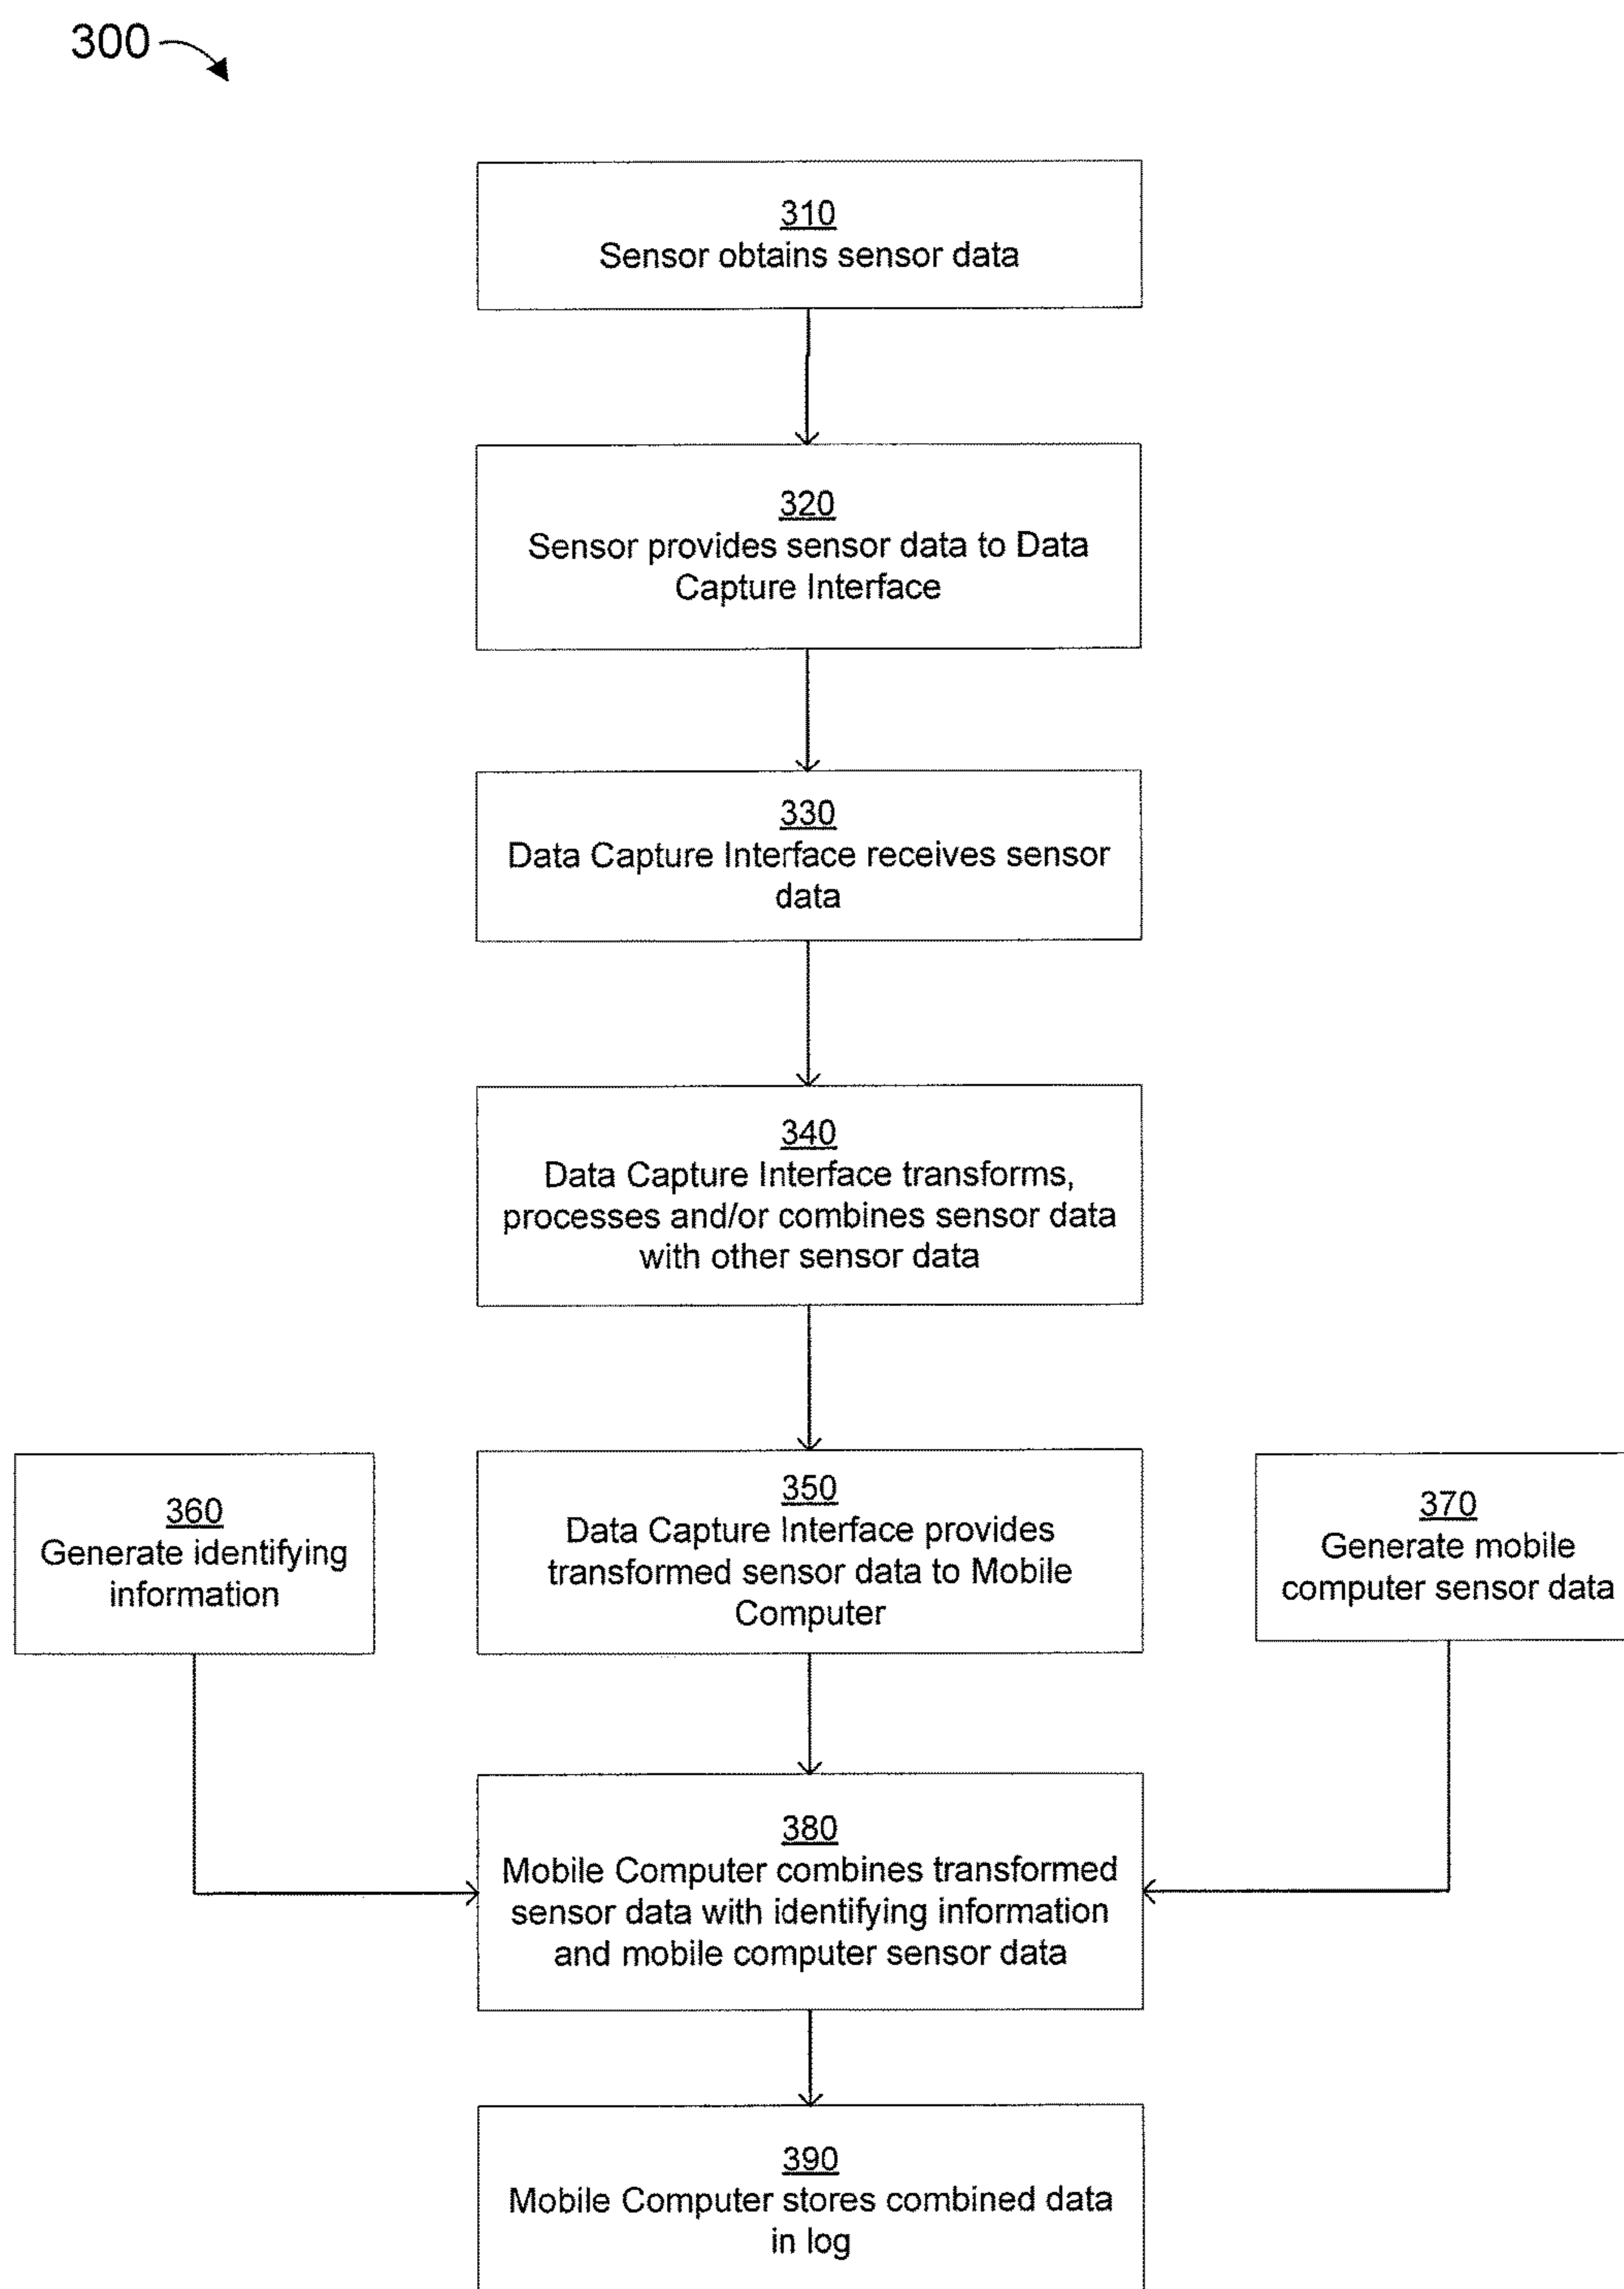 300
310
Sensor obtains sensor data
320
Sensor provides sensor data to Data
Capture Interface
330
Data Capture Interface receives sensor
data
340
Data Capture Interface transforms,
processes and/or combines sensor data
with other sensor data
360
Generate identifying
information
350
Data Capture Interface provides
transformed sensor data to Mobile
Computer
370
Generate mobile
computer sensor data
380
Mobile Computer combines transformed
sensor data with identifying information
and mobile computer sensor data
390
Mobile Computer stores combined data
in log